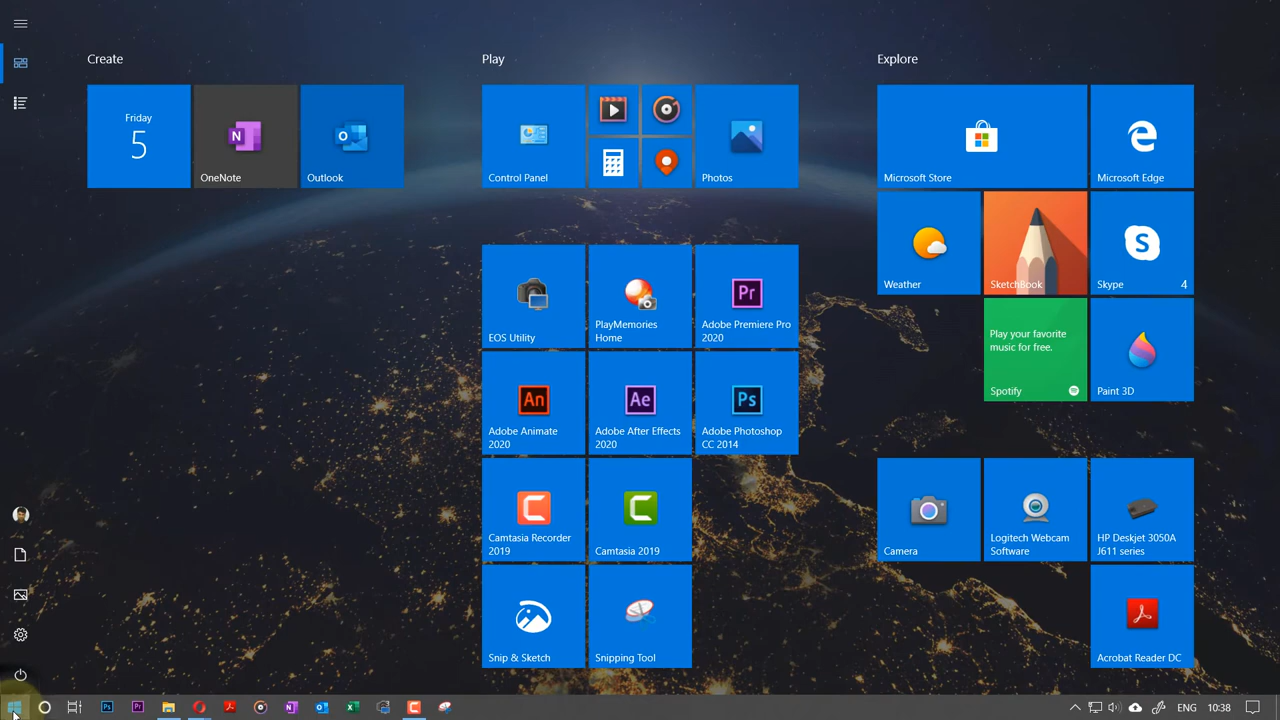 Create
Play
Explore
Friday
5
N
OneNote
O
Outlook
Control Panel
Photos
Microsoft Store
Microsoft Edge
Weather
SketchBook
S
Skype
4
EOS Utility
PlayMemories
Home
Pr
Adobe Premiere Pro
2020
Play your favorite
music for free.
Spotify
Paint 3D
An
Adobe Animate
2020
Ae
Adobe After Effects
2020
Ps
Adobe Photoshop
CC 2014
Camtasia Recorder
2019
Camtasia 2019
Camera
Logitech Webcam
Software
HP Deskjet 3050A
J611 series
Snip & Sketch
Snipping Tool
Acrobat Reader DC
Ps
Pr
ENG
10:38